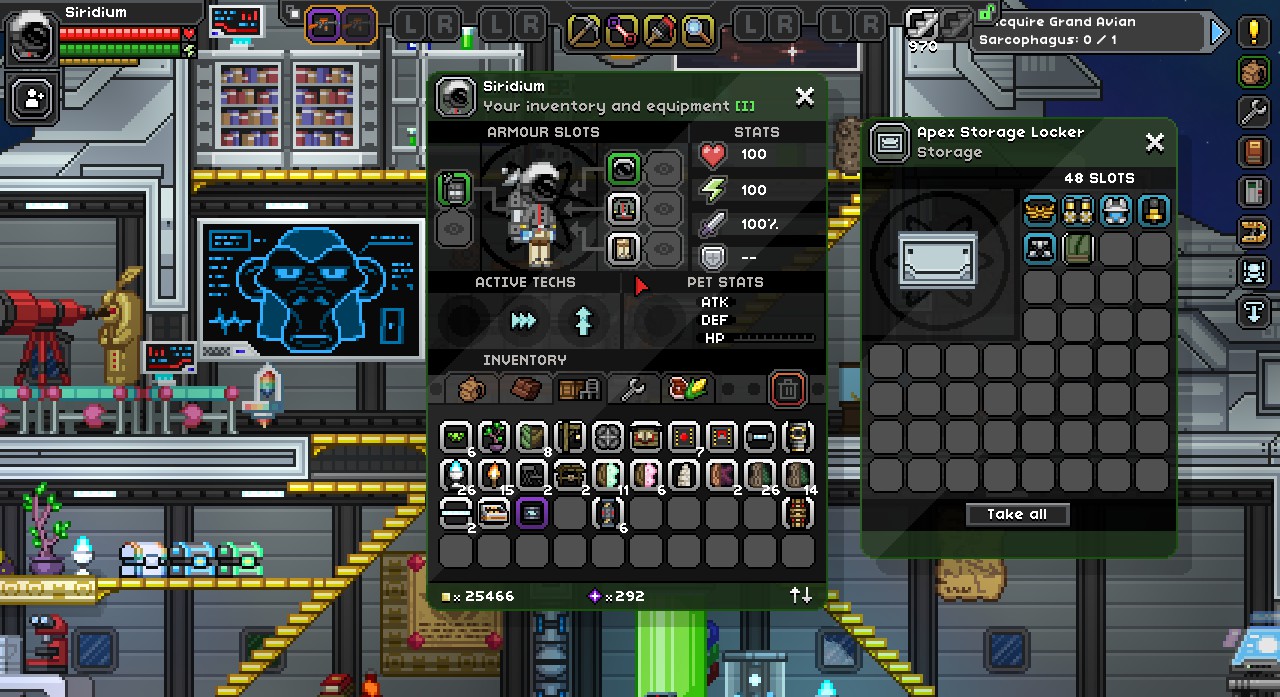 Siridium
L R L R L R L R
970
Acquire Grand Avian
Sarcophagus: 0 / 1
Siridium
Your inventory and equipment [I]
ARMOUR SLOTS
STATS
100
100
100%
--
ACTIVE TECHS
PET STATS
ATK
DEF
HP
INVENTORY
6 8 7
26 15 2 2 11 6 2 26 14
2 6
x 25466
x292
Apex Storage Locker
Storage
48 SLOTS
Take all